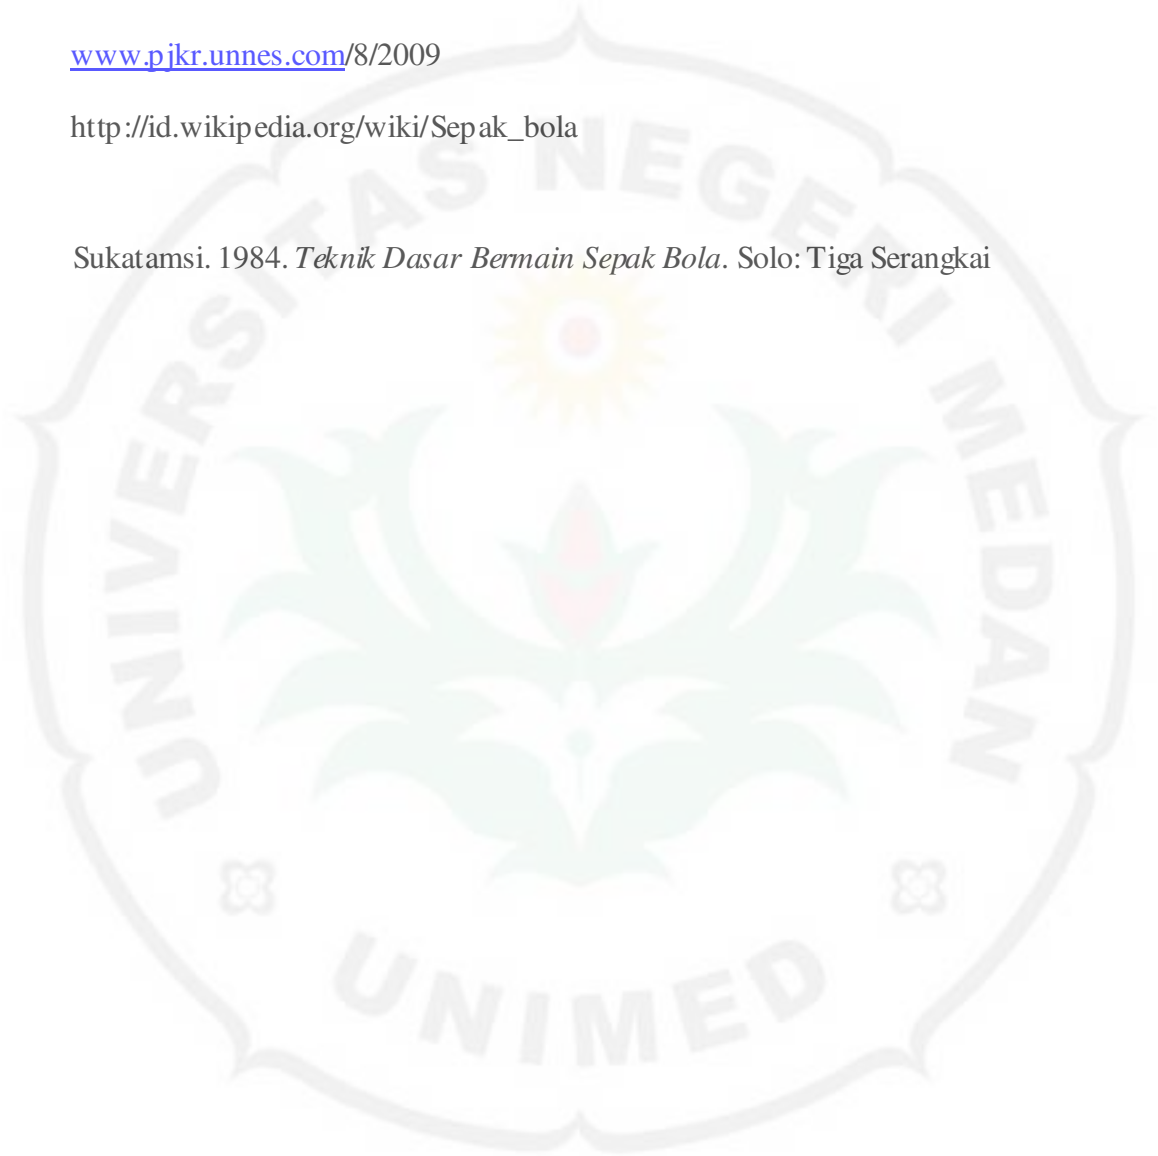 www.pjkr.unnes.com/8/2009
http://id.wikipedia.org/wiki/Sepak_bola
Sukatamsi. 1984. Teknik Dasar Bermain Sepak Bola. Solo: Tiga Serangkai
UNIVERSITAS NEGERI MEDAN
UNIMED